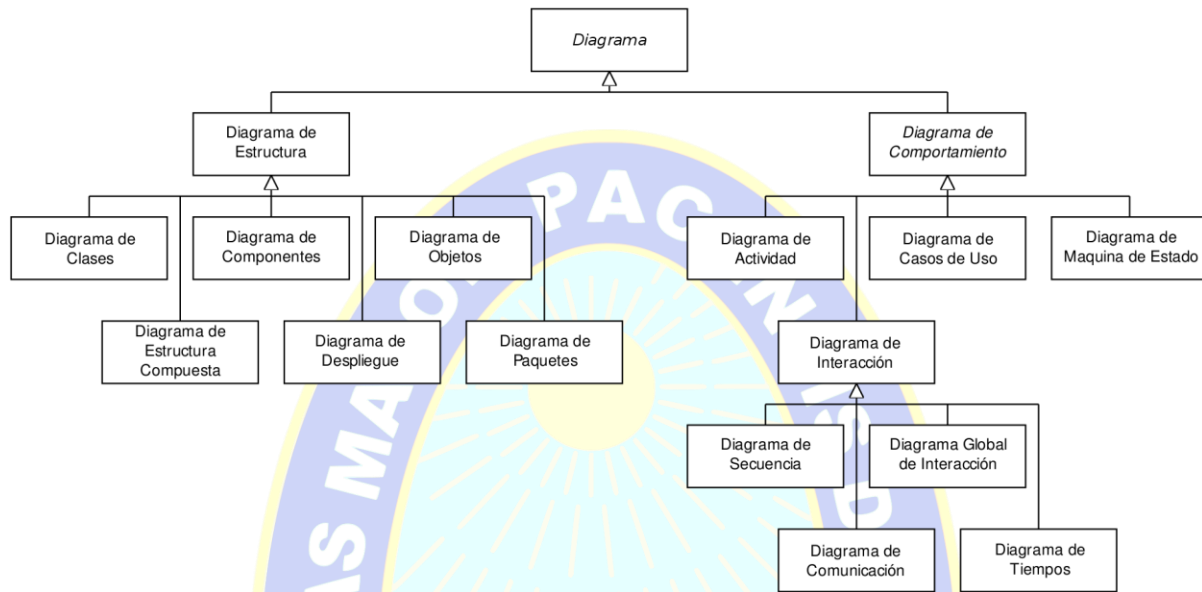 Diagrama
Diagrama de
Estructura
Diagrama de
Comportamiento
Diagrama de
Clases
Diagrama de
Componentes
Diagrama de
Objetos
Diagrama de
Actividad
Diagrama de
Casos de Uso
Diagrama de
Maquina de Estado
Diagrama de
Estructura
Compuesta
Diagrama de
Despliegue
Diagrama de
Paquetes
Diagrama de
Interacción
Diagrama de
Secuencia
Diagrama Global
de Interacción
Diagrama de
Comunicación
Diagrama de
Tiempos